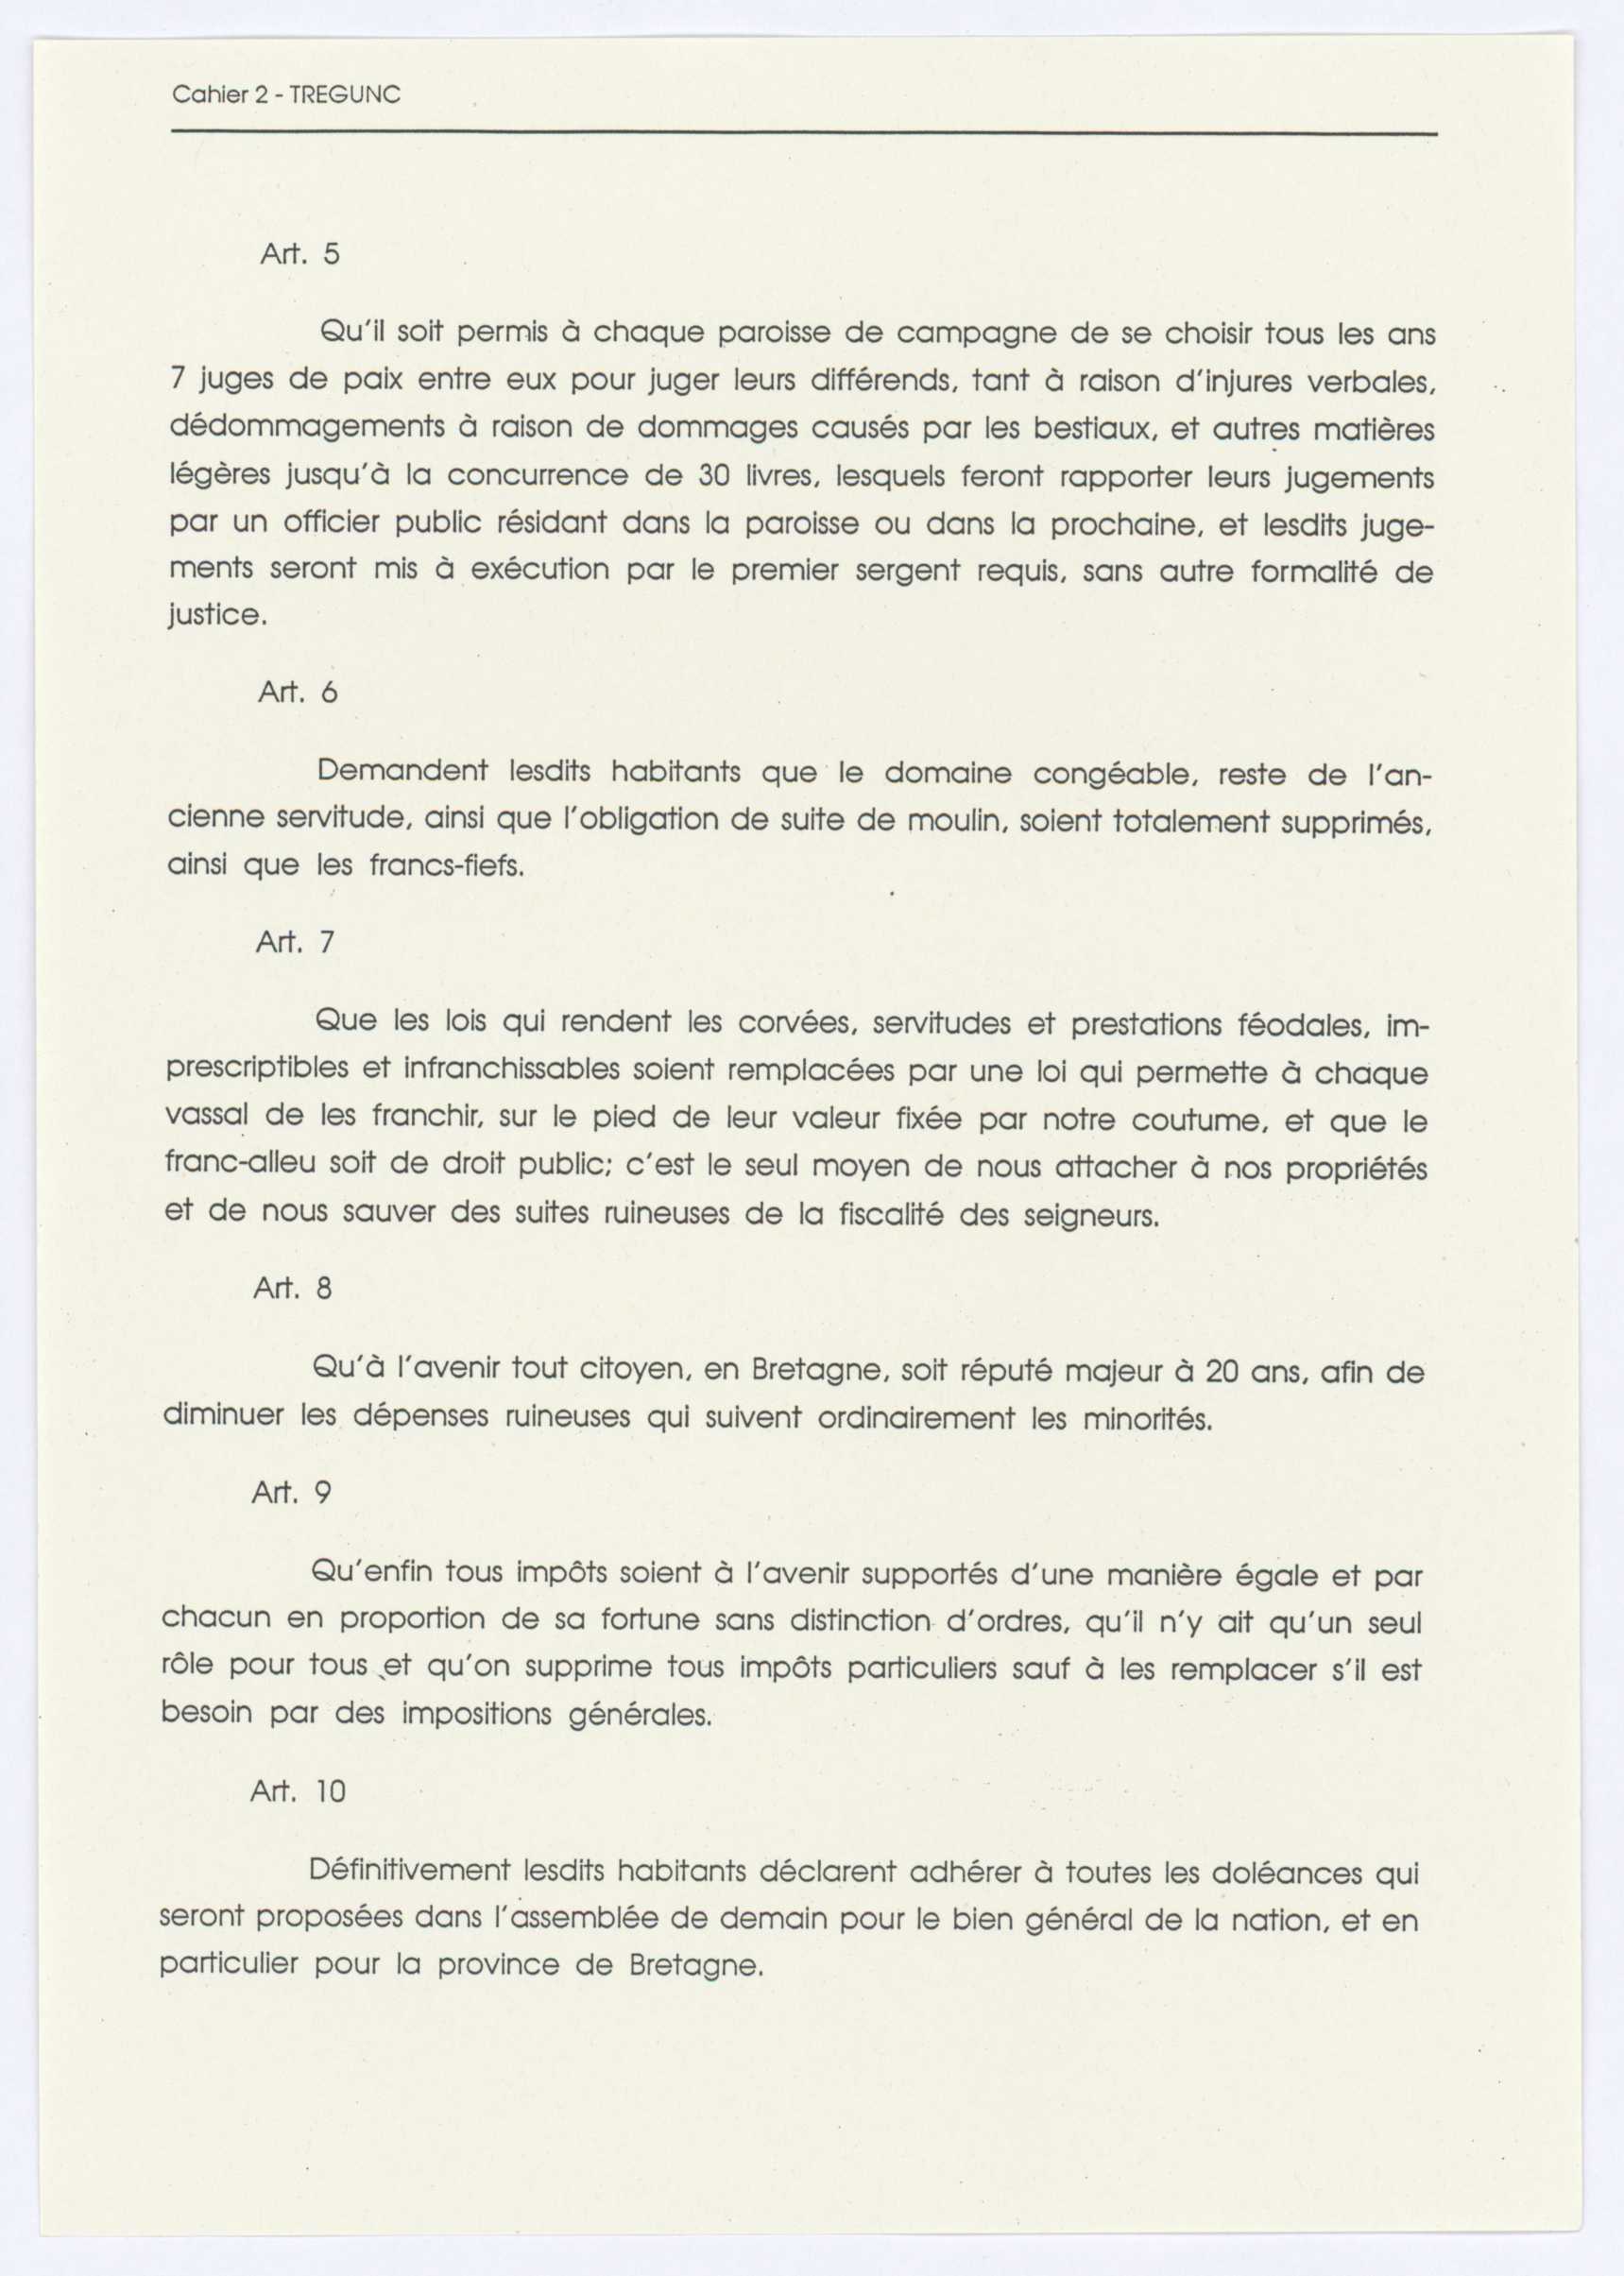 Cahier 2 - TREGUNC
Art. 5
Qu'il soit permis à chaque paroisse de campagne de se choisir tous les ans
7 juges de paix entre eux pour juger leurs différends, tant à raison d'injures verbales,
dédommagements à raison de dommages causés par les bestiaux, et autres matières
légères jusqu'à la concurrence de 30 livres, lesquels feront rapporter leurs jugements
par un officier public résidant dans la paroisse ou dans la prochaine, et lesdits juge-
ments seront mis à exécution par le premier sergent requis, sans autre formalité de
justice.
Art. 6
Demandent lesdits habitants que le domaine congéable, reste de l'an-
cienne servitude, ainsi que l'obligation de suite de moulin, soient totalement supprimés,
ainsi que les francs-fiefs.
Art. 7
Que les lois qui rendent les corvées, servitudes et prestations féodales, im-
prescriptibles et infranchissables soient remplacées par une loi qui permette à chaque
vassal de les franchir, sur le pied de leur valeur fixée par notre coutume, et que le
franc-alleu soit de droit public; c'est le seul moyen de nous attacher à nos propriétés
et de nous sauver des suites ruineuses de la fiscalité des seigneurs.
Art. 8
Qu'à l'avenir tout citoyen, en Bretagne, soit réputé majeur à 20 ans, afin de
diminuer les dépenses ruineuses qui suivent ordinairement les minorités.
Art. 9
Qu'enfin tous impôts soient à l'avenir supportés d'une manière égale et par
chacun en proportion de sa fortune sans distinction d'ordres, qu'il n'y ait qu'un seul
rôle pour tous et qu'on supprime tous impôts particuliers sauf à les remplacer s'il est
besoin par des impositions générales.
Art. 10
Définitivement lesdits habitants déclarent adhérer à toutes les doléances qui
seront proposées dans l'assemblée de demain pour le bien général de la nation, et en
particulier pour la province de Bretagne.